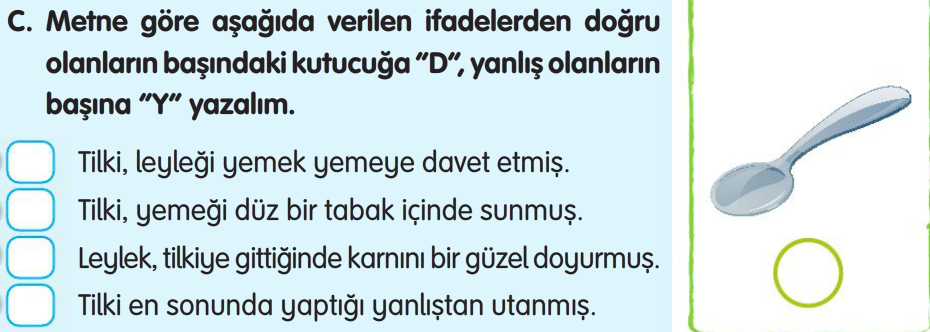 C. Metne göre aşağıda verilen ifadelerden doğru
olanların başındaki kutucuğa "D", yanlış olanların
başına "Y" yazalım.
Tilki, leyleği yemek yemeye davet etmiş.
Tilki, yemeği düz bir tabak içinde sunmuş.
Leylek, tilkiye gittiğinde karnını bir güzel doyurmuş.
Tilki en sonunda yaptığı yanlıştan utanmış.